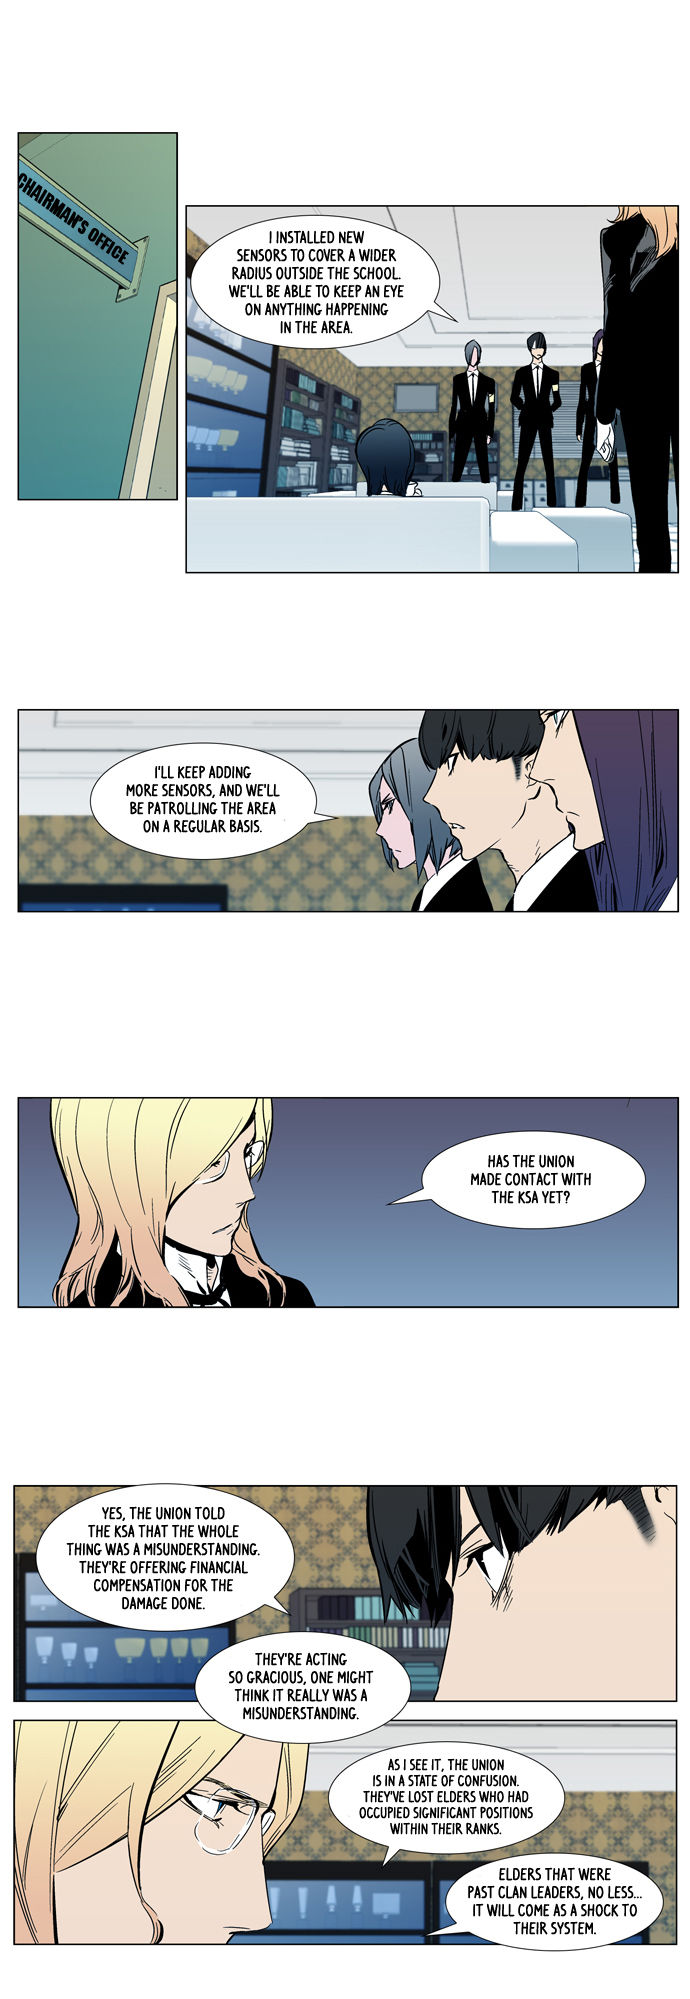 CHAIRMAN'S OFFICE
I INSTALLED NEW
SENSORS TO COVER A WIDER
RADIUS OUTSIDE THE SCHOOL.
WE'LL BE ABLE TO KEEP AN EYE
ON ANYTHING HAPPENING
IN THE AREA.
I'LL KEEP ADDING
MORE SENSORS, AND WE'LL
BE PATROLLING THE AREA
ON A REGULAR BASIS.
HAS THE UNION
MADE CONTACT WITH
THE KSA YET?
YES, THE UNION TOLD
THE KSA THAT THE WHOLE
THING WAS A MISUNDERSTANDING.
THEY'RE OFFERING FINANCIAL
COMPENSATION FOR THE
DAMAGE DONE.
THEY'RE ACTING
SO GRACIOUS, ONE MIGHT
THINK IT REALLY WAS A
MISUNDERSTANDING.
AS I SEE IT, THE UNION
IS IN A STATE OF CONFUSION.
THEY'VE LOST ELDERS WHO HAD
OCCUPIED SIGNIFICANT POSITIONS
WITHIN THEIR RANKS.
ELDERS THAT WERE
PAST CLAN LEADERS, NO LESS...
IT WILL COME AS A SHOCK TO
THEIR SYSTEM.